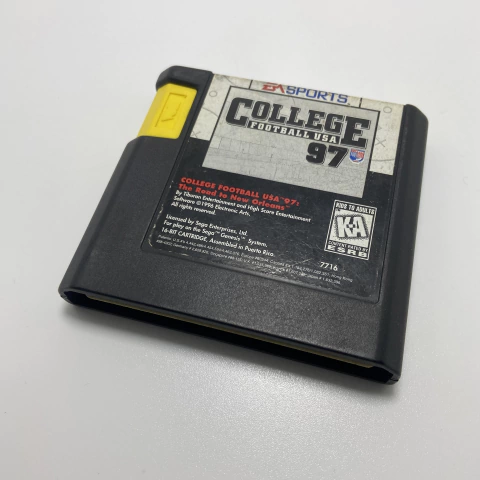 EA SPORTS
COLLEGE
FOOTBALL USA
97
COLLEGE FOOTBALL USA '97:
The Road to New Orleans
By Tiburon Entertainment and High Score Entertainment
Software ©1996 Electronic Arts.
All rights reserved.
Licensed by Sega Enterprises, Ltd.
For play on the Sega Genesis System.
16-BIT CARTRIDGE, Assembled in Puerto Rico.
7716
KIDS TO ADULTS
K-A
CONTENT RATED BY
ESRB